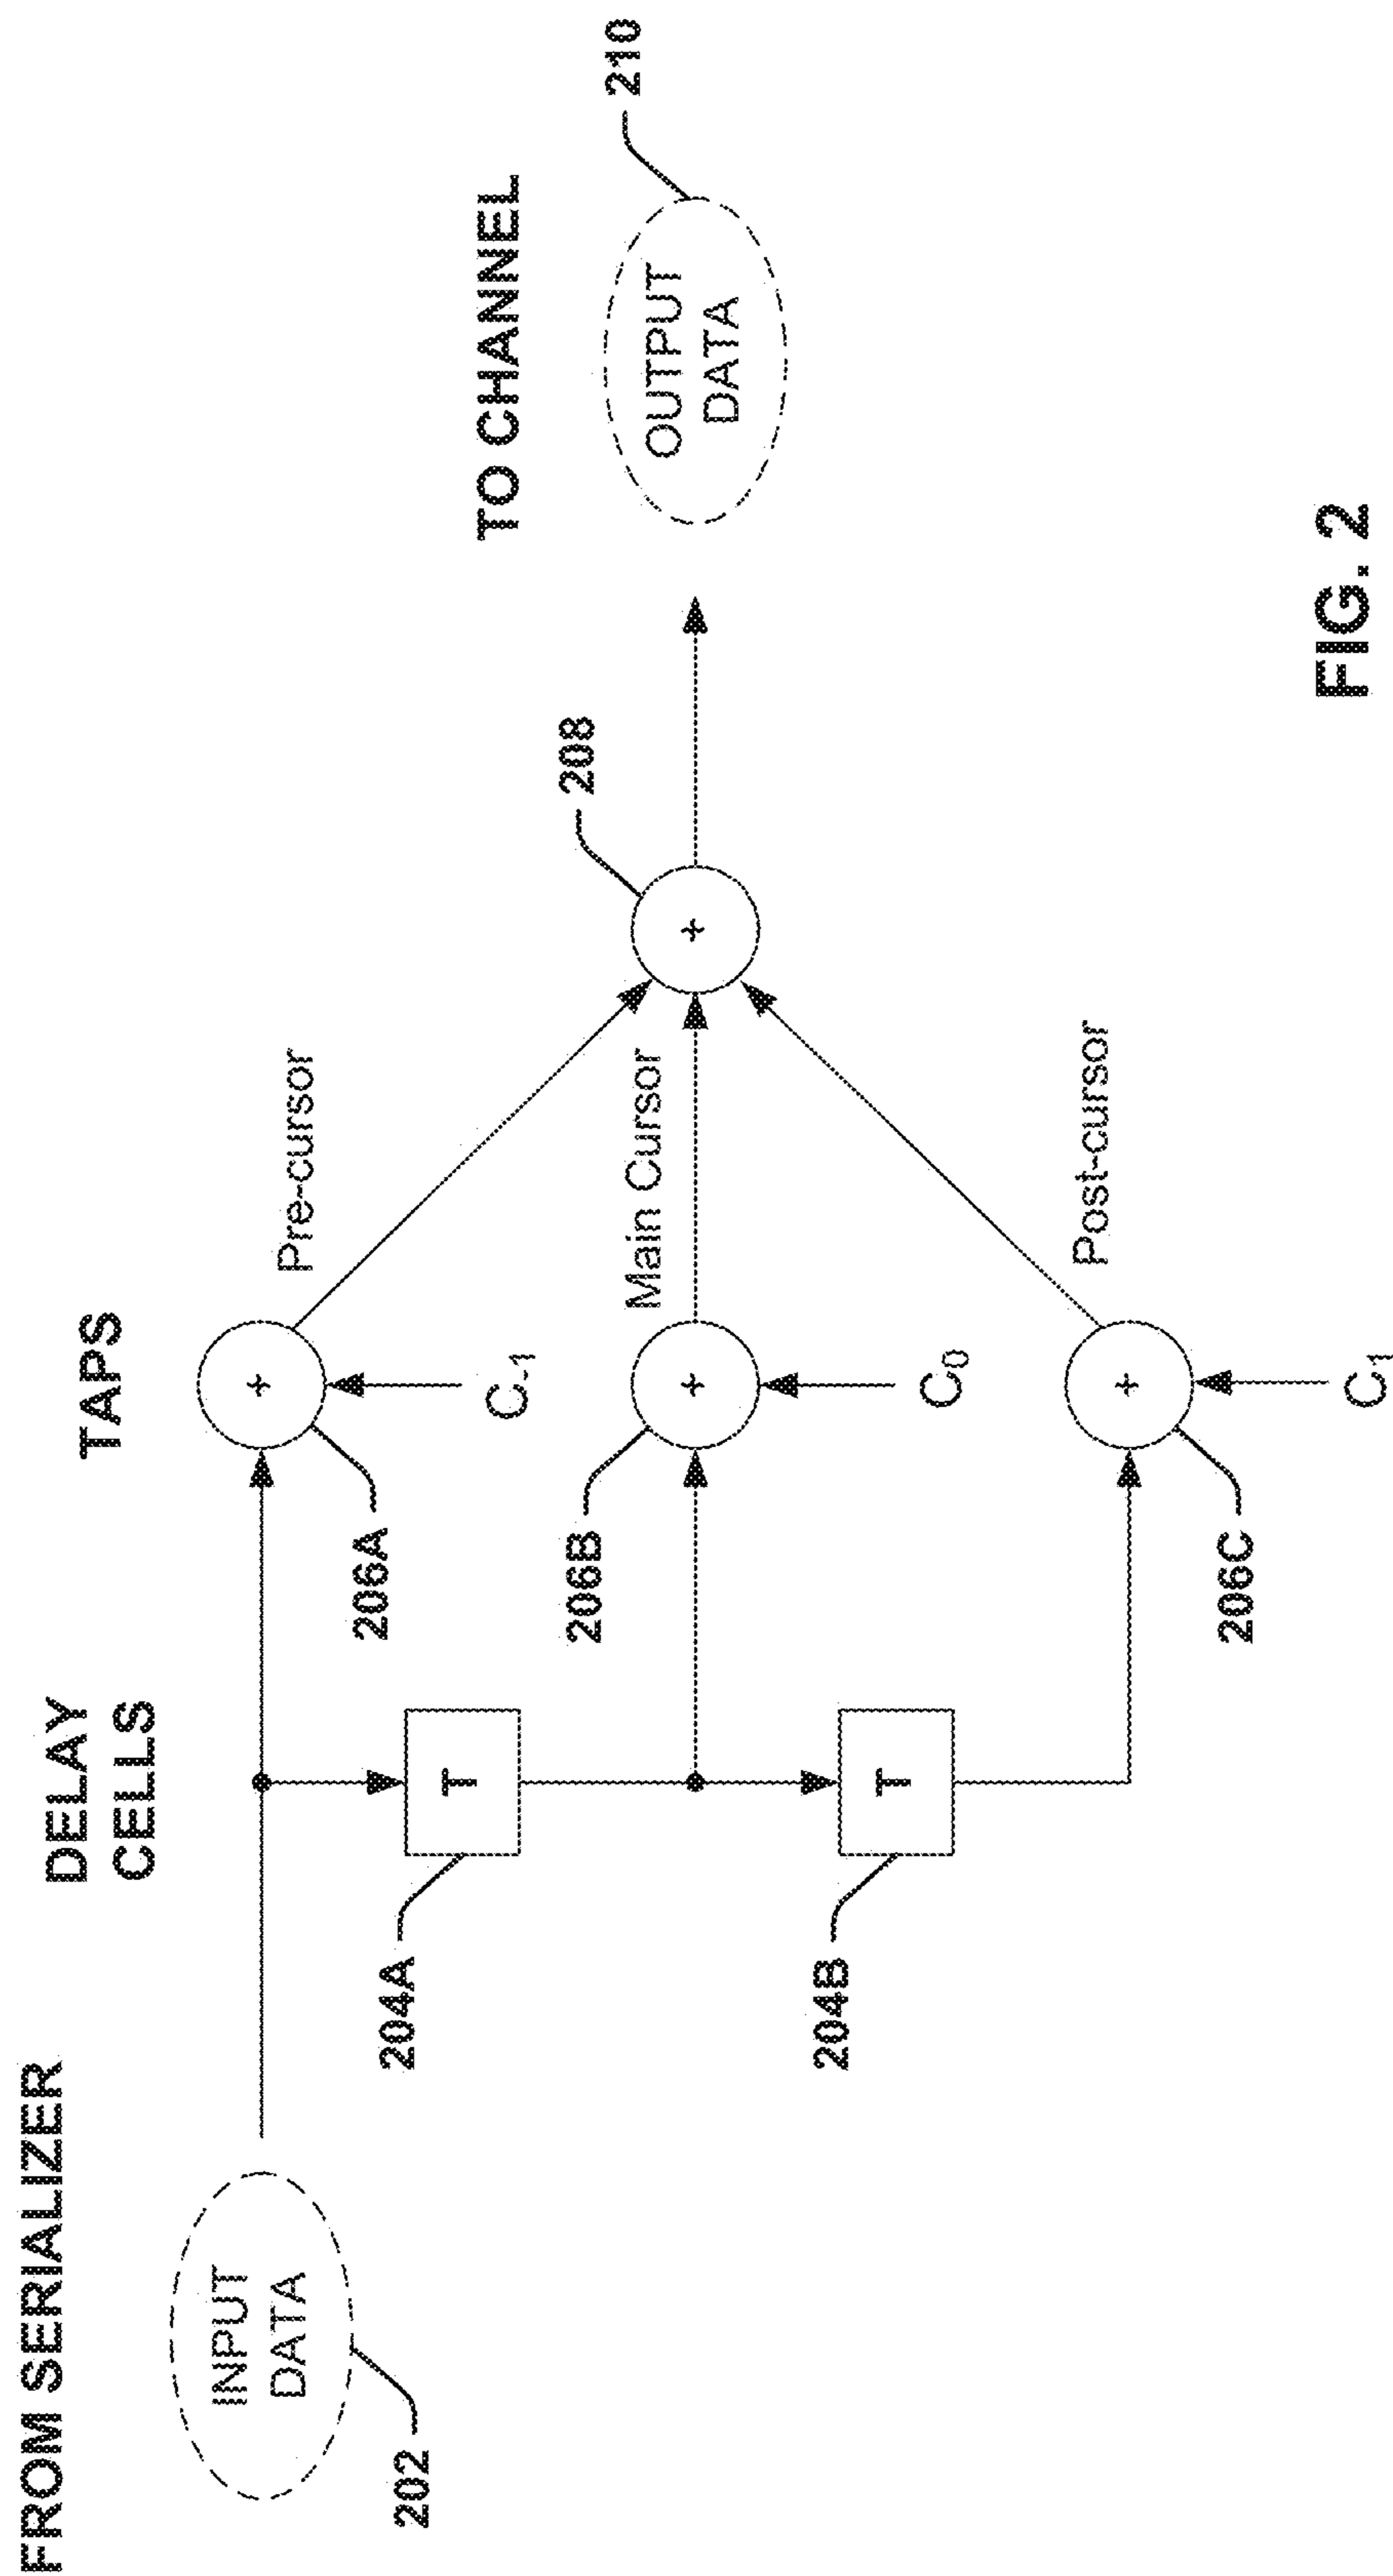 FROM SERIALIZER
DELAY
CELLS
TAPS
TO CHANNEL
INPUT
DATA
202
204A
204B
T
T
206A
206B
206C
+
+
+
C-1
C0
C1
Pre-cursor
Main Cursor
Post-cursor
+
208
OUTPUT
DATA
210
FIG. 2